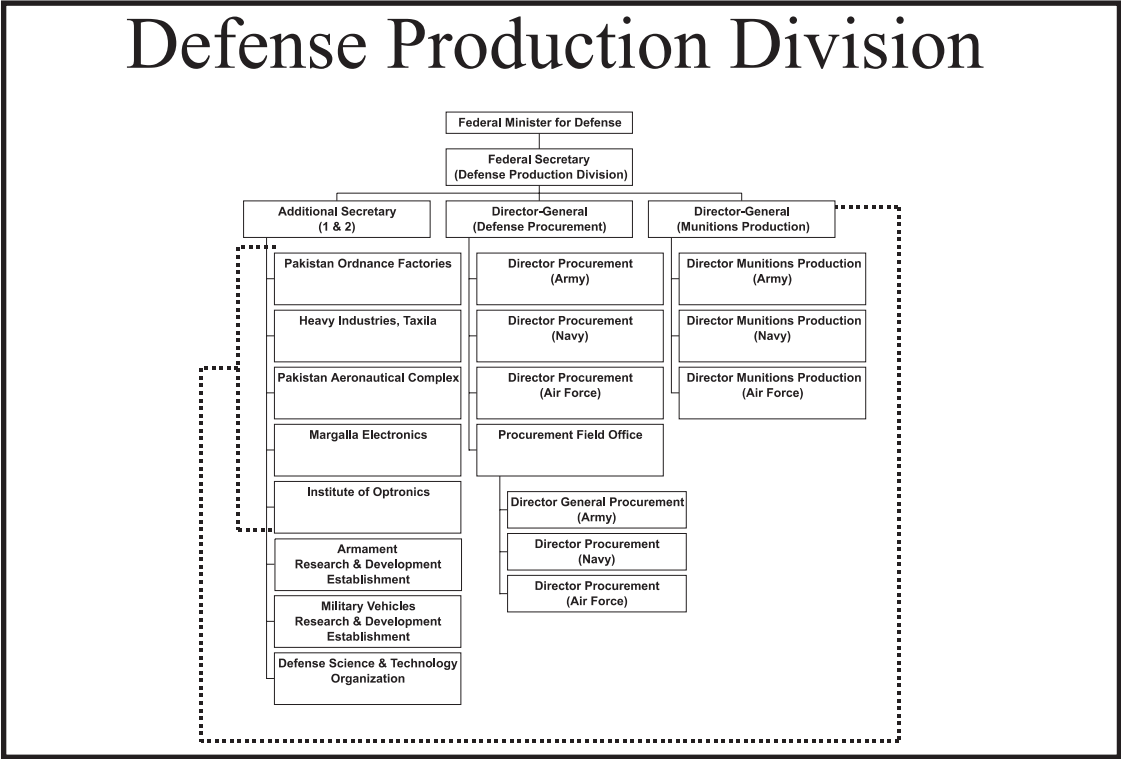 Defense Production Division
Federal Minister for Defense
Federal Secretary
(Defense Production Division)
Additional Secretary
(1 & 2)
Director-General
(Defense Procurement)
Director-General
(Munitions Production)
Pakistan Ordnance Factories
Heavy Industries, Taxila
Pakistan Aeronautical Complex
Margalla Electronics
Institute of Optronics
Armament
Research & Development
Establishment
Military Vehicles
Research & Development
Establishment
Defense Science & Technology
Organization
Director Procurement
(Army)
Director Procurement
(Navy)
Director Procurement
(Air Force)
Procurement Field Office
Director General Procurement
(Army)
Director Procurement
(Navy)
Director Procurement
(Air Force)
Director Munitions Production
(Army)
Director Munitions Production
(Navy)
Director Munitions Production
(Air Force)